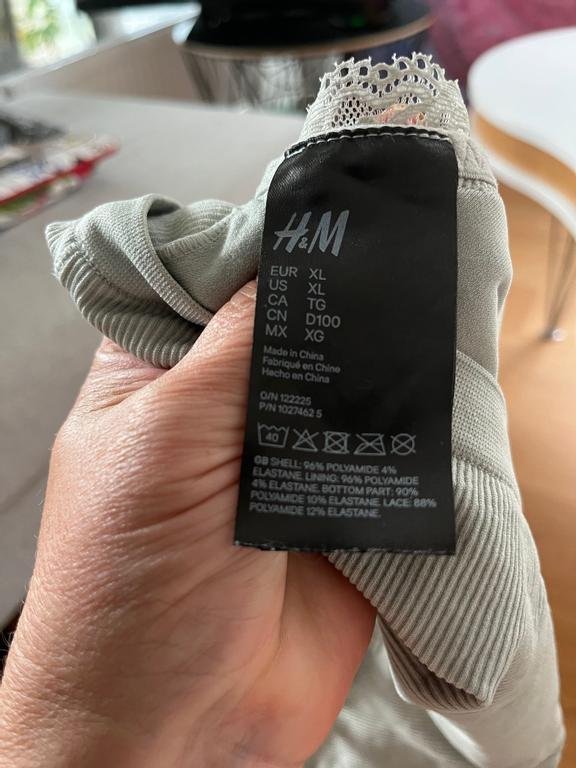 H&M
EUR XL
US XL
CA TG
CN D100
MX XG
Made in China
Fabriqué en Chine
Hecho en China
O/N 122225
P/N 1027462 5
40
GB SHELL: 96% POLYAMIDE 4%
ELASTANE. LINING: 96% POLYAMIDE
4% ELASTANE. BOTTOM PART: 90%
POLYAMIDE 10% ELASTANE. LACE: 88%
POLYAMIDE 12% ELASTANE.